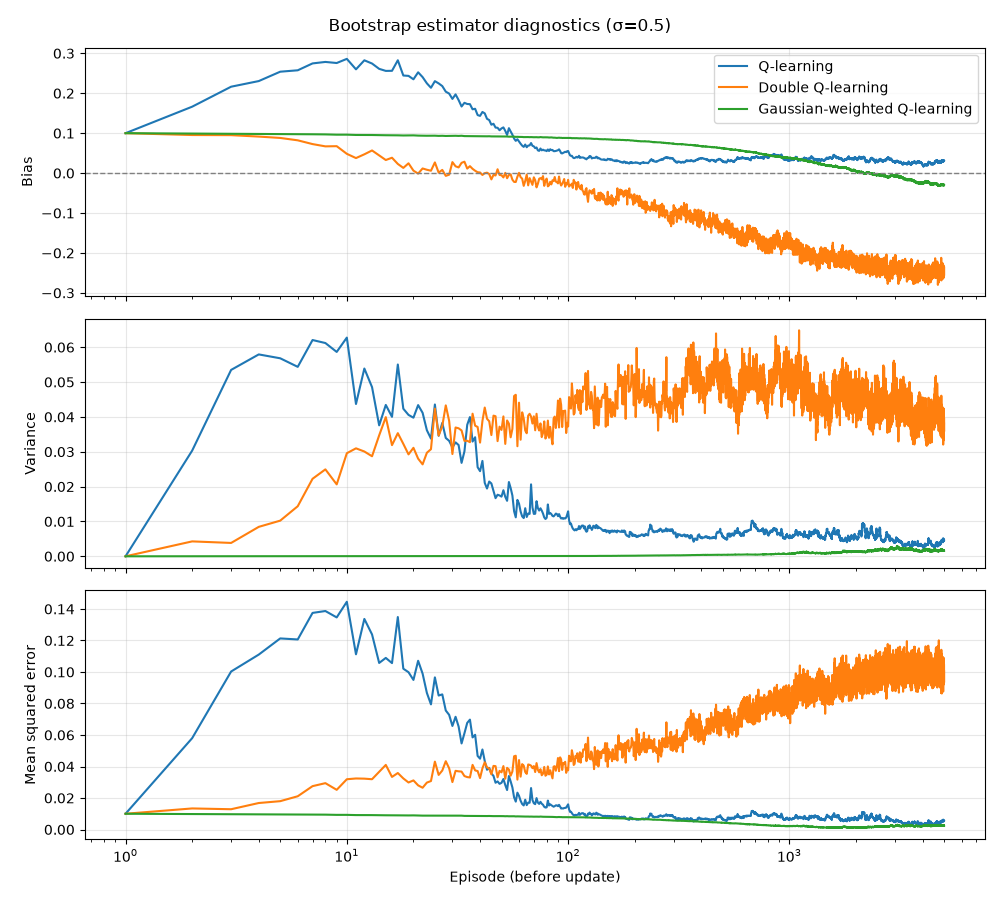 Bootstrap estimator diagnostics (σ=0.5)
Bias
0.3
0.2
0.1
0.0
−0.1
−0.2
−0.3
Q-learning
Double Q-learning
Gaussian-weighted Q-learning
Variance
0.06
0.05
0.04
0.03
0.02
0.01
0.00
Mean squared error
0.14
0.12
0.10
0.08
0.06
0.04
0.02
0.00
10⁰ 10¹ 10² 10³
Episode (before update)